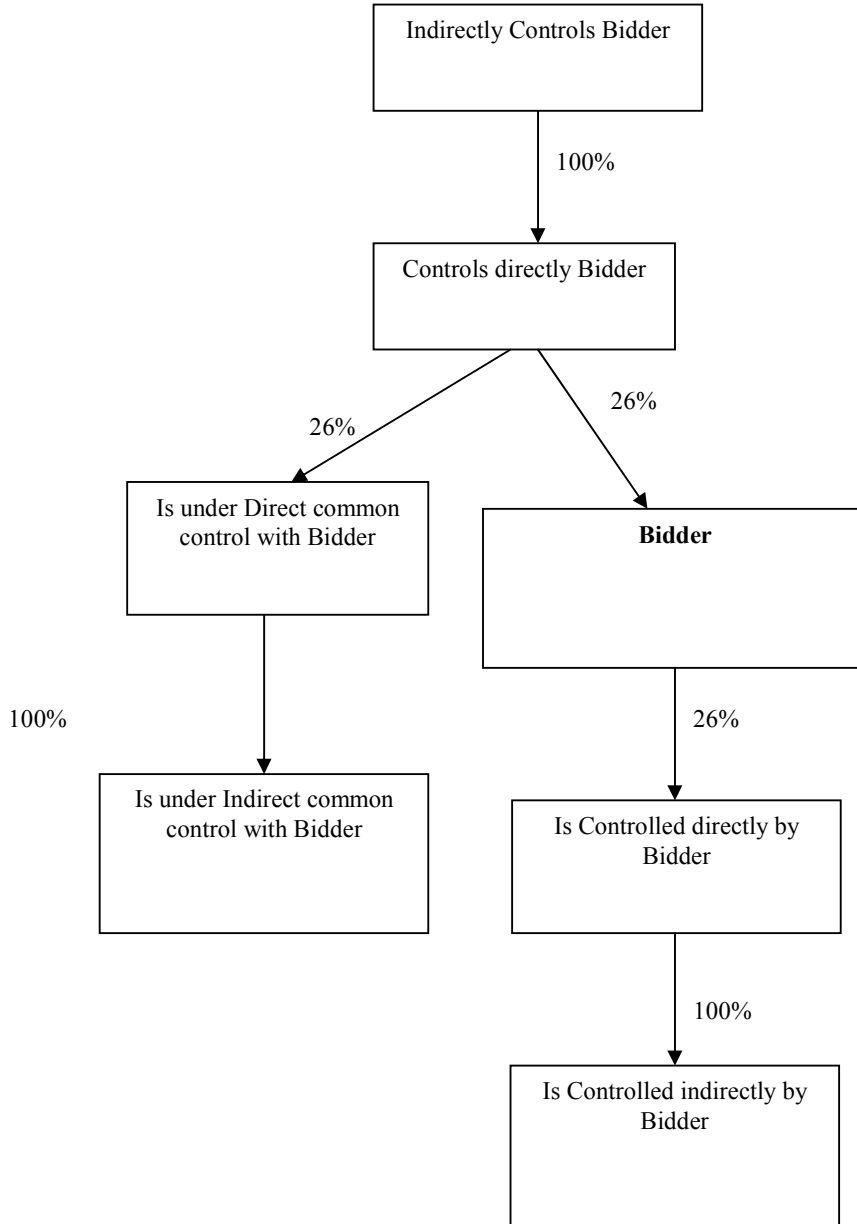 Indirectly Controls Bidder
100%
Controls directly Bidder
26%
26%
Is under Direct common
control with Bidder
Bidder
100%
26%
Is under Indirect common
control with Bidder
Is Controlled directly by
Bidder
100%
Is Controlled indirectly by
Bidder